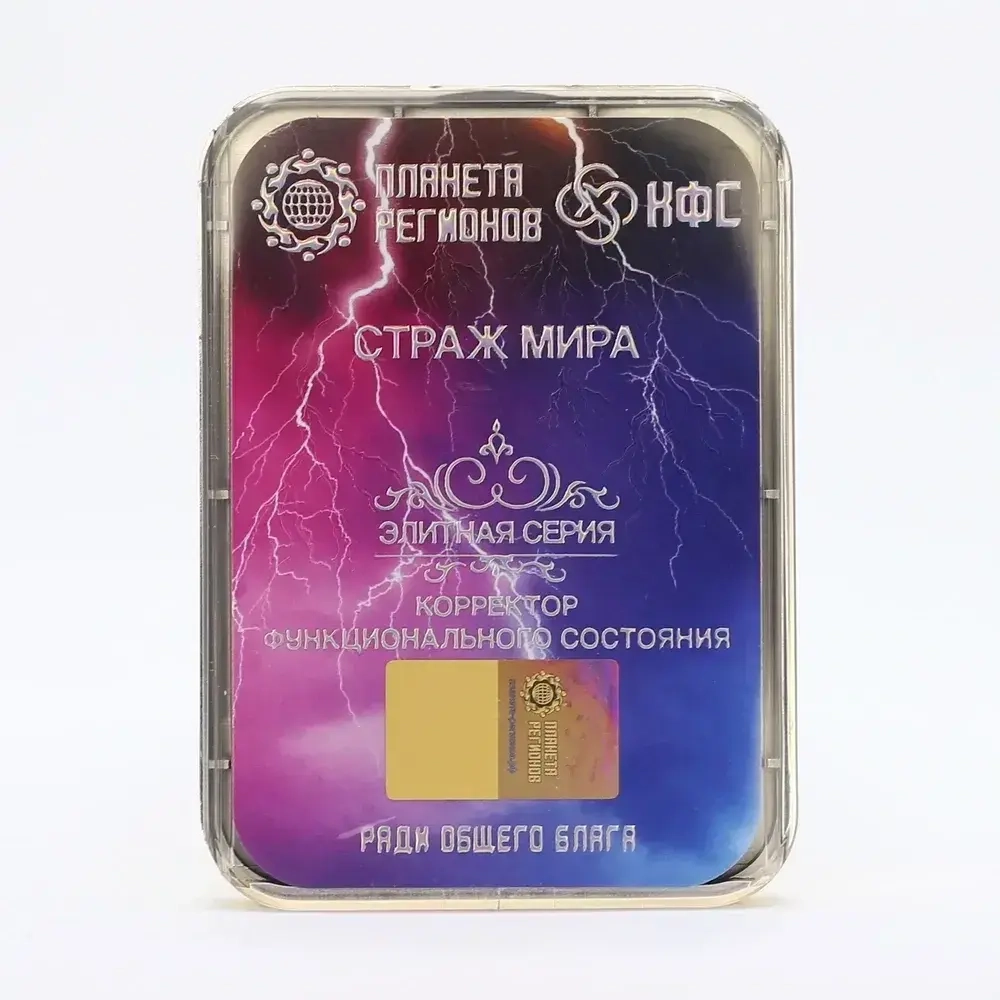 ПЛАНЕТА
РЕГИОНОВ
КФС
СТРАЖ МИРА
ЭЛИТНАЯ СЕРИЯ
КОРРЕКТОР
ФУНКЦИОНАЛЬНОГО СОСТОЯНИЯ
ПЛАНЕТА
РЕГИОНОВ
РАДИ ОБЩЕГО БЛАГА